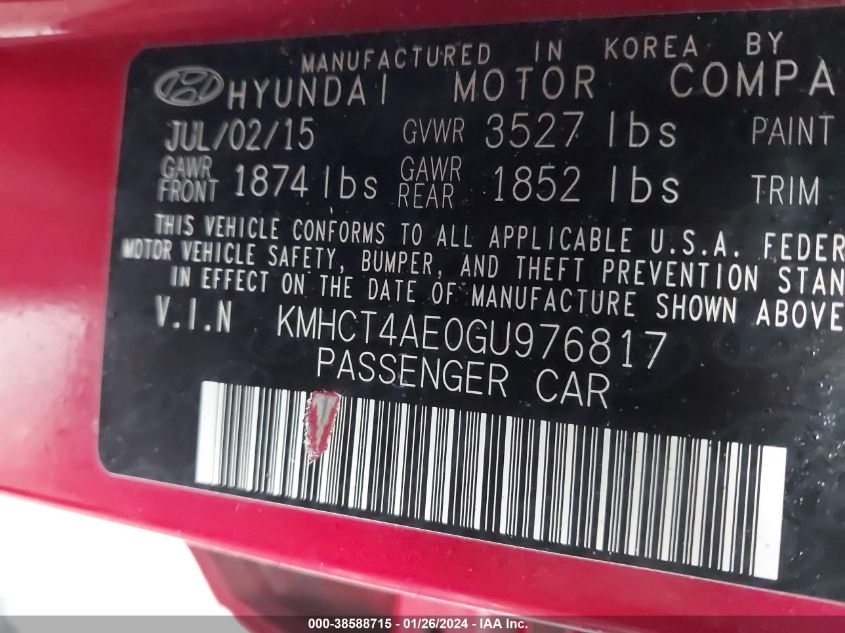 MANUFACTURED IN KOREA BY
HYUNDAI MOTOR COMPA
JUL/02/15 GVWR 3527 lbs PAINT
GAWR FRONT 1874 lbs GAWR REAR 1852 lbs TRIM
THIS VEHICLE CONFORMS TO ALL APPLICABLE U.S.A. FEDER
MOTOR VEHICLE SAFETY, BUMPER, AND THEFT PREVENTION STAN
IN EFFECT ON THE DATE OF MANUFACTURE SHOWN ABOVE
V.I.N KMHCT4AE0GU976817
PASSENGER CAR
000-38588715 - 01/26/2024 - IAAI.COM